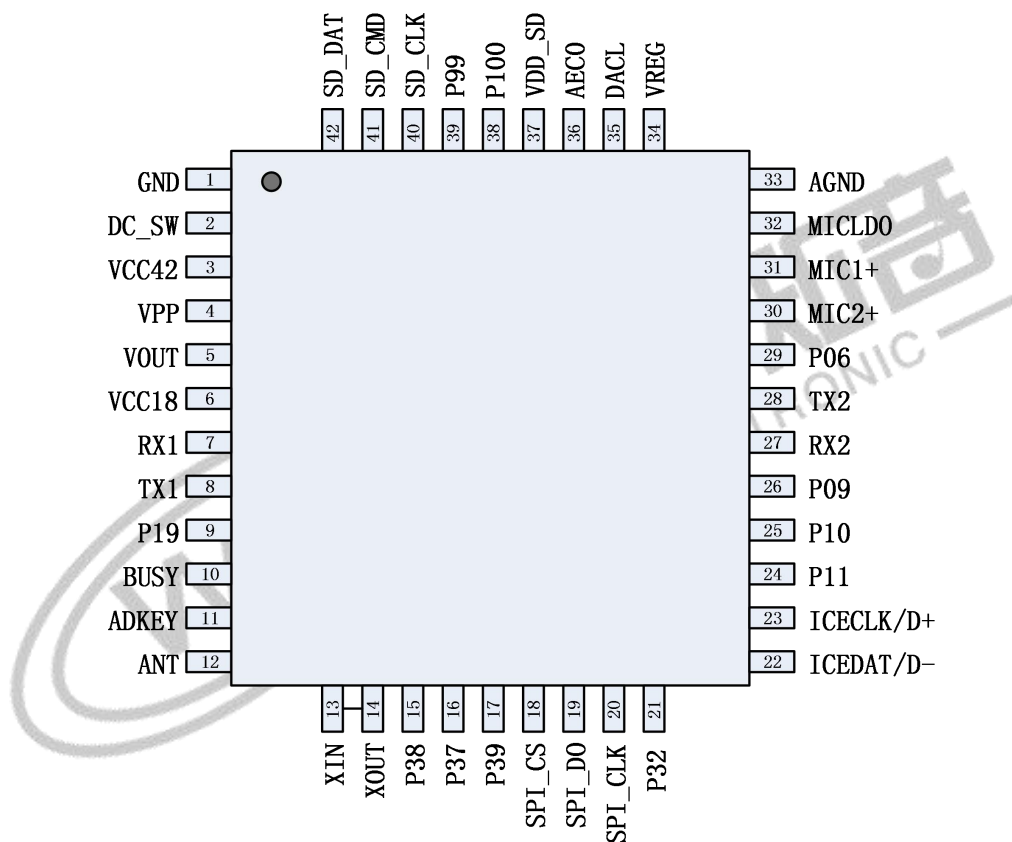 SD_DAT SD_CMD SD_CLK P99 P100 VDD_SD AECO DACL VREG
42 41 40 39 38 37 36 35 34
GND 1
DC_SW 2
VCC42 3
VPP 4
VOUT 5
VCC18 6
RX1 7
TX1 8
P19 9
BUSY 10
ADKEY 11
ANT 12
13 14 15 16 17 18 19 20 21
XIN XOUT P38 P37 P39 SPI_CS SPI_DO SPI_CLK P32
33 AGND
32 MICLDO
31 MIC1+
30 MIC2+
29 P06
28 TX2
27 RX2
26 P09
25 P10
24 P11
23 ICECLK/D+
22 ICEDAT/D-
音